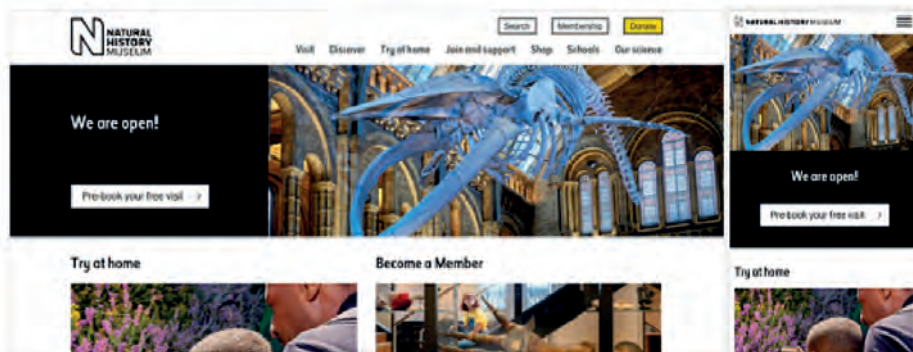 NATURAL
HISTORY
MUSEUM
Search Membership Donate
Visit Discover Try at home Join and support Shop Schools Our science
We are open!
Pre-book your free visit >
Try at home Become a Member
NATURAL HISTORY MUSEUM
We are open!
Pre-book your free visit >
Try at home